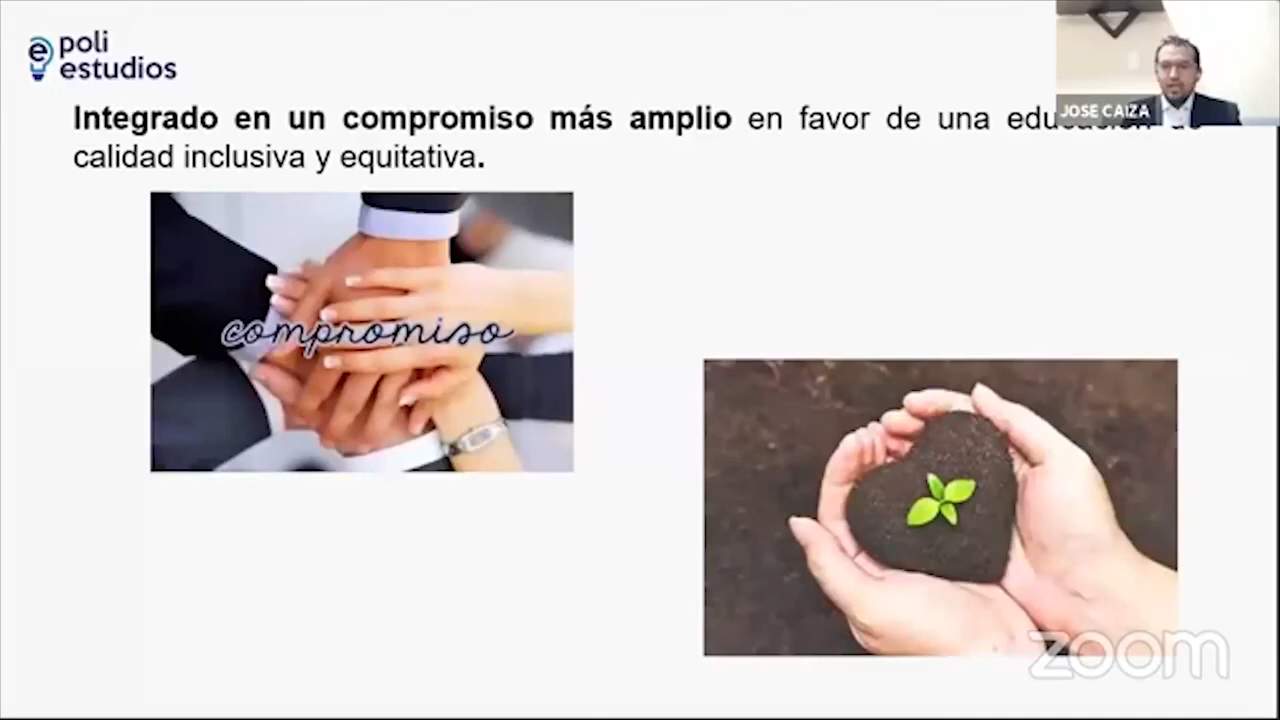 poli
estudios
JOSE CAIZA
Integrado en un compromiso más amplio en favor de una
calidad inclusiva y equitativa.
compromiso
zoom